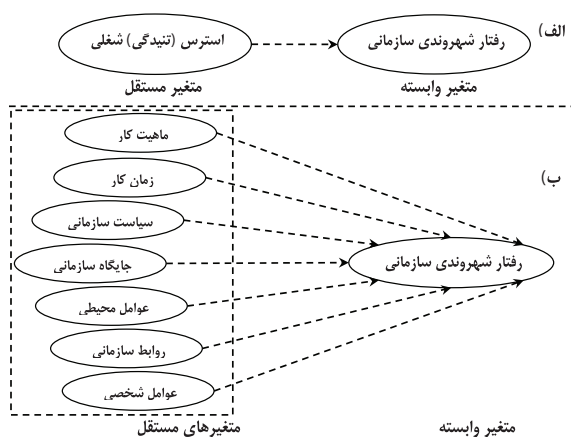 الف)
استرس (تنیدگی) شغلی
رفتار شهروندی سازمانی
متغیر مستقل
متغیر وابسته
ب)
ماهیت کار
زمان کار
سیاست سازمانی
جایگاه سازمانی
عوامل محیطی
روابط سازمانی
عوامل شخصی
رفتار شهروندی سازمانی
متغیرهای مستقل
متغیر وابسته